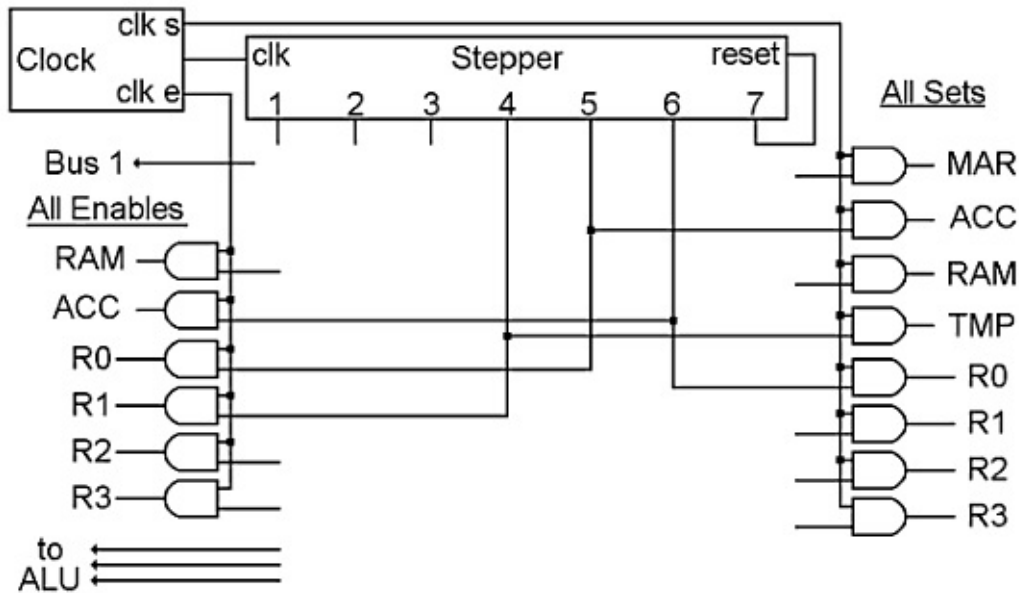 clk s
Clock
clk e
clk Stepper reset
1 2 3 4 5 6 7
Bus 1
All Enables
RAM
ACC
R0
R1
R2
R3
to
ALU
All Sets
MAR
ACC
RAM
TMP
R0
R1
R2
R3